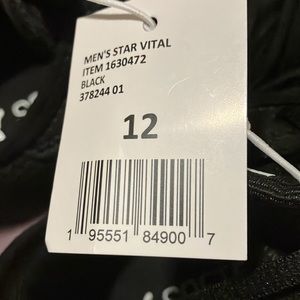 MEN'S STAR VITAL
ITEM 1630472
BLACK
378244 01
12
1 95551 84900 7